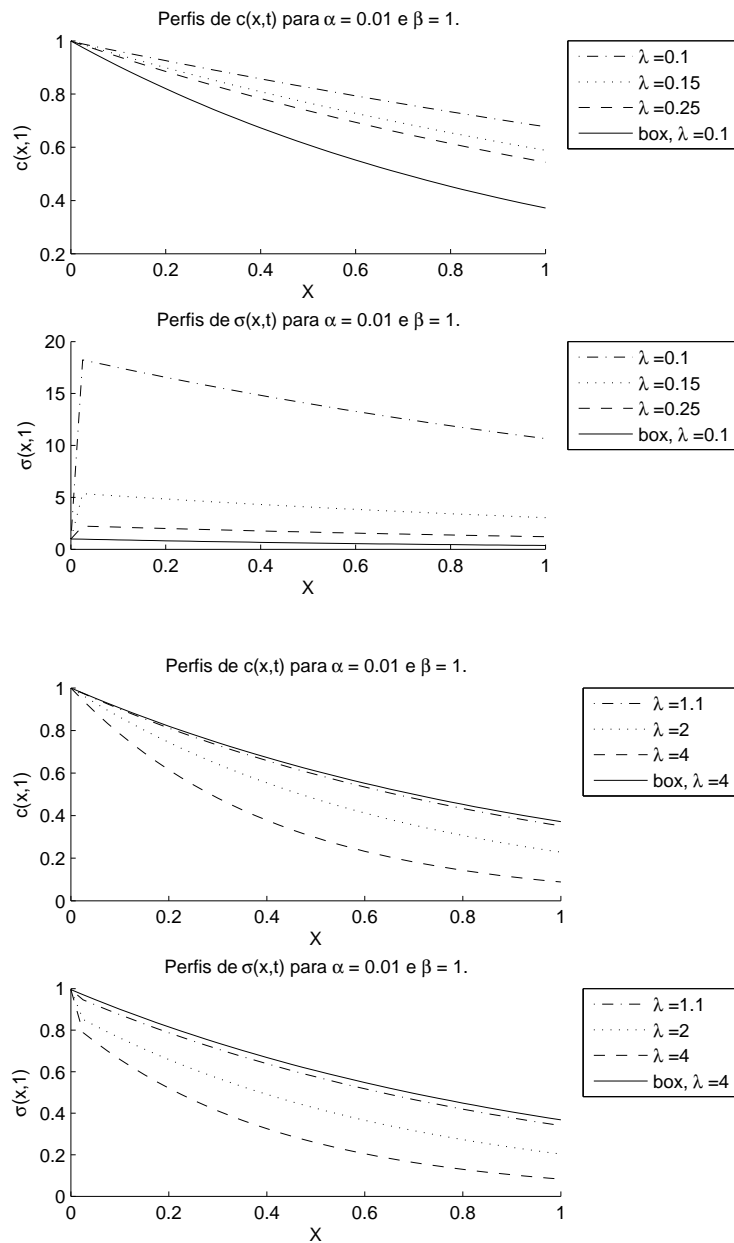 Perfis de c(x,t) para α = 0.01 e β = 1.
1
0.8
0.6
0.4
0.2
c(x,1)
0
0.2
0.4
0.6
0.8
1
X
λ =0.1
λ =0.15
λ =0.25
box, λ =0.1
Perfis de σ(x,t) para α = 0.01 e β = 1.
20
15
10
5
0
σ(x,1)
0
0.2
0.4
0.6
0.8
1
X
λ =0.1
λ =0.15
λ =0.25
box, λ =0.1
Perfis de c(x,t) para α = 0.01 e β = 1.
1
0.8
0.6
0.4
0.2
0
c(x,1)
0
0.2
0.4
0.6
0.8
1
X
λ =1.1
λ =2
λ =4
box, λ =4
Perfis de σ(x,t) para α = 0.01 e β = 1.
1
0.8
0.6
0.4
0.2
0
σ(x,1)
0
0.2
0.4
0.6
0.8
1
X
λ =1.1
λ =2
λ =4
box, λ =4